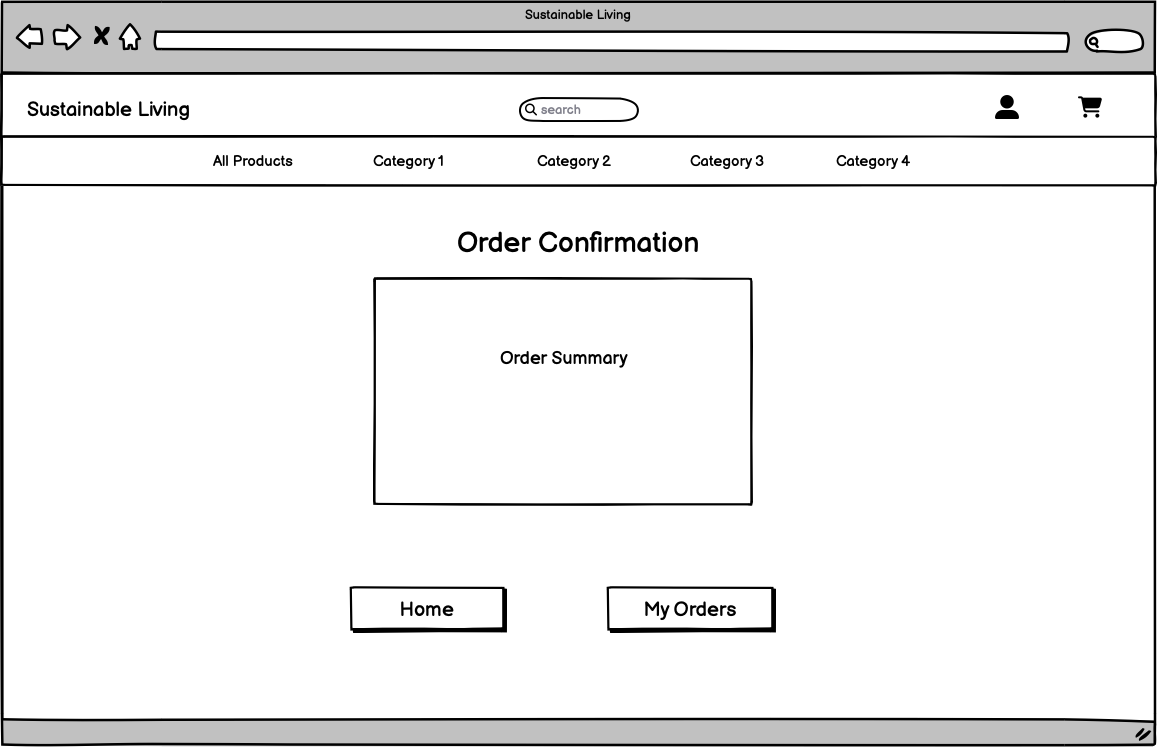 Sustainable Living
Sustainable Living
search
All Products
Category 1
Category 2
Category 3
Category 4
Order Confirmation
Order Summary
Home
My Orders